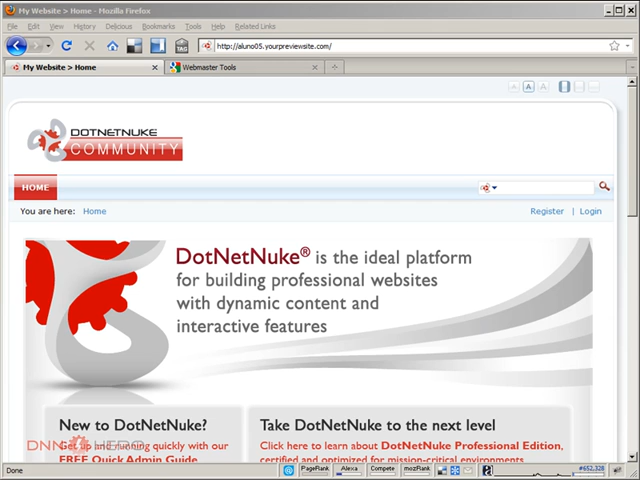 My Website > Home - Mozilla Firefox
File Edit View History Delicious Bookmarks Tools Help Related Links
http://aluno05.yourpreviewsite.com/
My Website > Home
Webmaster Tools
A A A
DOTNETNUKE
COMMUNITY
HOME
You are here: Home
Register | Login
DotNetNuke® is the ideal platform
for building professional websites
with dynamic content and
interactive features
New to DotNetNuke?
Get up and running quickly with our
FREE Quick Admin Guide
Take DotNetNuke to the next level
Click here to learn about DotNetNuke Professional Edition,
certified and optimized for mission-critical environments
DNN HERO
Done
PageRank Alexa Compete mozRank #652,328